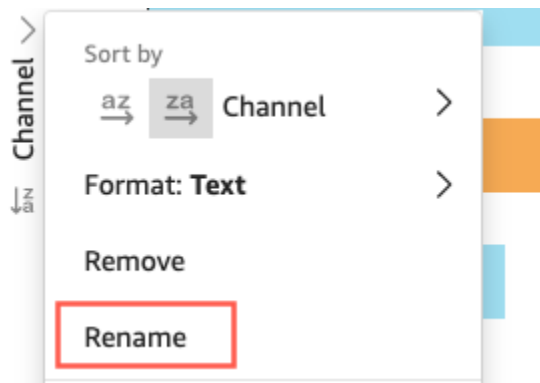 Channel
z
a
Sort by
az za Channel
Format: Text
Remove
Rename